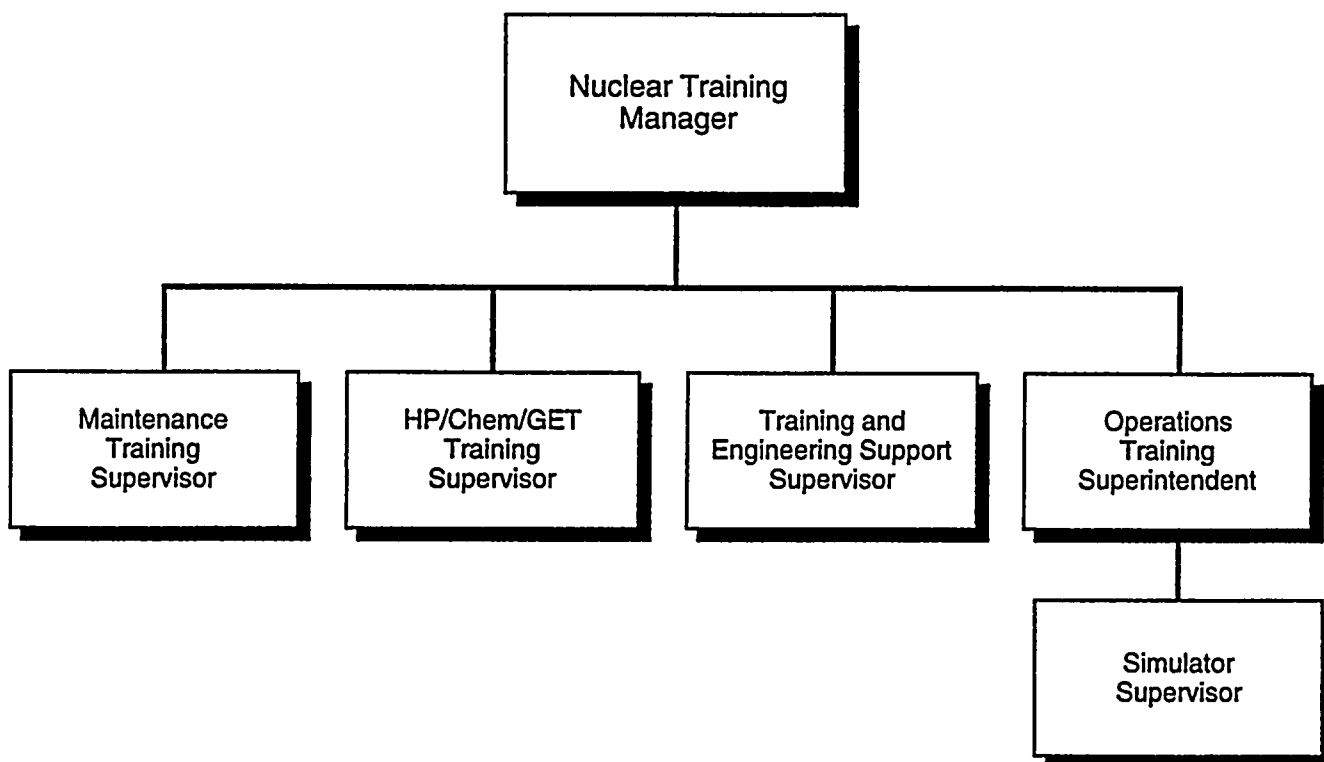 Nuclear Training
Manager
Maintenance
Training
Supervisor
HP/Chem/GET
Training
Supervisor
Training and
Engineering Support
Supervisor
Operations
Training
Superintendent
Simulator
Supervisor